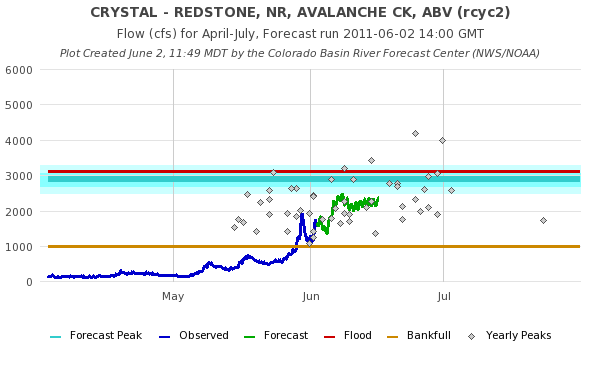 CRYSTAL - REDSTONE, NR, AVALANCHE CK, ABV (rcyc2)
Flow (cfs) for April-July, Forecast run 2011-06-02 14:00 GMT
Plot Created June 2, 11:49 MDT by the Colorado Basin River Forecast Center (NWS/NOAA)
6000
5000
4000
3000
2000
1000
0
May Jun Jul
Forecast Peak Observed Forecast Flood Bankfull Yearly Peaks